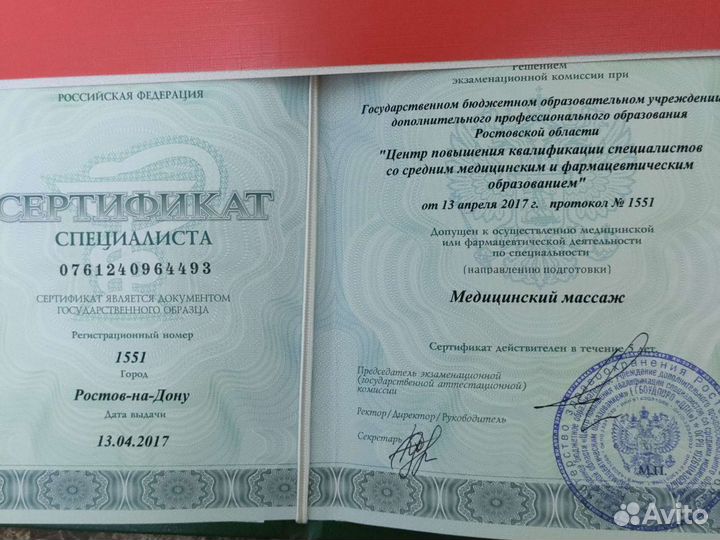 РОССИЙСКАЯ ФЕДЕРАЦИЯ
СЕРТИФИКАТ
СПЕЦИАЛИСТА
0761240964493
СЕРТИФИКАТ ЯВЛЯЕТСЯ ДОКУМЕНТОМ
ГОСУДАРСТВЕННОГО ОБРАЗЦА
Регистрационный номер
1551
Город
Ростов-на-Дону
Дата выдачи
13.04.2017
Решением
экзаменационной комиссии при
Государственном бюджетном образовательном учреждении
дополнительного профессионального образования
Ростовской области
"Центр повышения квалификации специалистов
со средним медицинским и фармацевтическим
образованием"
от 13 апреля 2017 г. протокол № 1551
Допущен к осуществлению медицинской
или фармацевтической деятельности
по специальности
(направлению подготовки)
Медицинский массаж
Сертификат действителен в течение 5 лет
Председатель экзаменационной
(государственной аттестационной)
комиссии
Ректор/Директор/Руководитель
Секретарь
М.П.
Avito